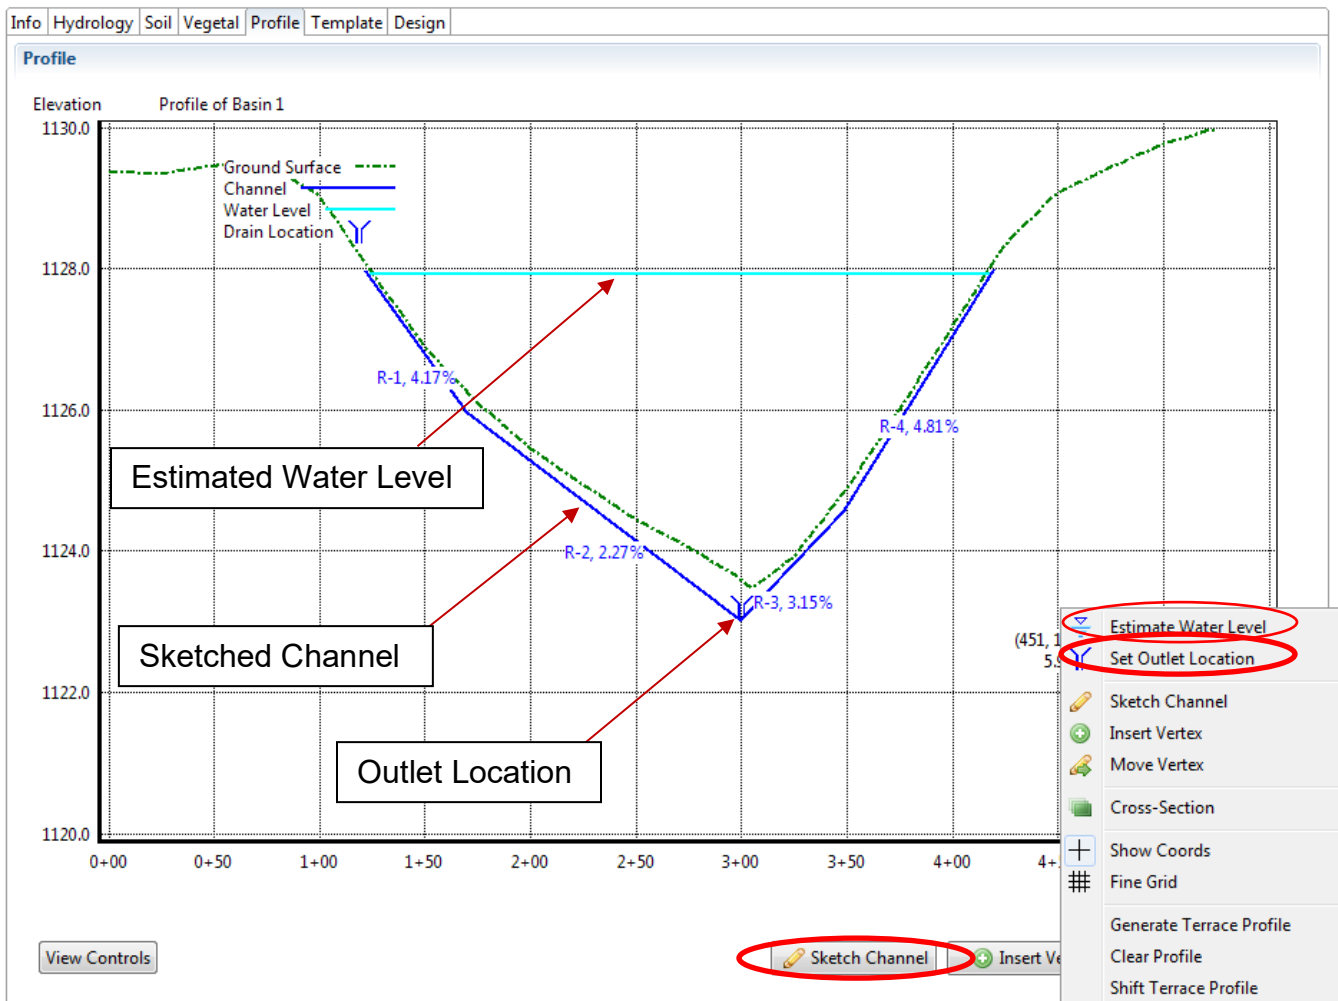 Info Hydrology Soil Vegetal Profile Template Design
Profile
Elevation Profile of Basin 1
1130.0
Ground Surface
Channel
Water Level
Drain Location
1128.0
R-1, 4.17%
1126.0
R-4, 4.81%
Estimated Water Level
1124.0
R-2, 2.27%
R-3, 3.15%
Estimate Water Level
(451, 1
Sketched Channel
Set Outlet Location
1122.0
Sketch Channel
Insert Vertex
Outlet Location
Move Vertex
Cross-Section
1120.0
Show Coords
0+00 0+50 1+00 1+50 2+00 2+50 3+00 3+50 4+00 4+
Fine Grid
Generate Terrace Profile
View Controls Sketch Channel Insert Ve
Clear Profile
Shift Terrace Profile